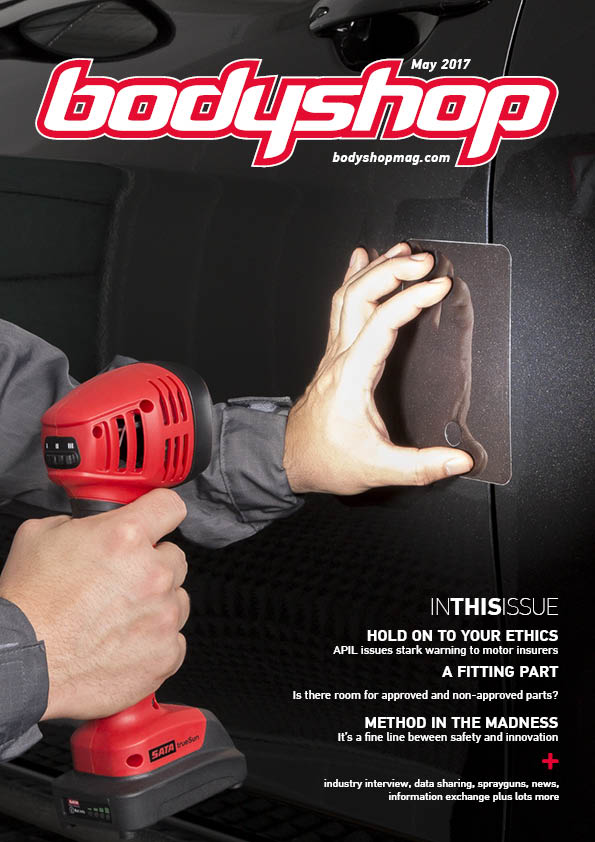 May 2017
bodyshop
bodyshopmag.com
INTHISISSUE
HOLD ON TO YOUR ETHICS
APIL issues stark warning to motor insurers
A FITTING PART
Is there room for approved and non-approved parts?
METHOD IN THE MADNESS
It's a fine line beween safety and innovation
+
industry interview, data sharing, sprayguns, news,
information exchange plus lots more
SATA trueSun